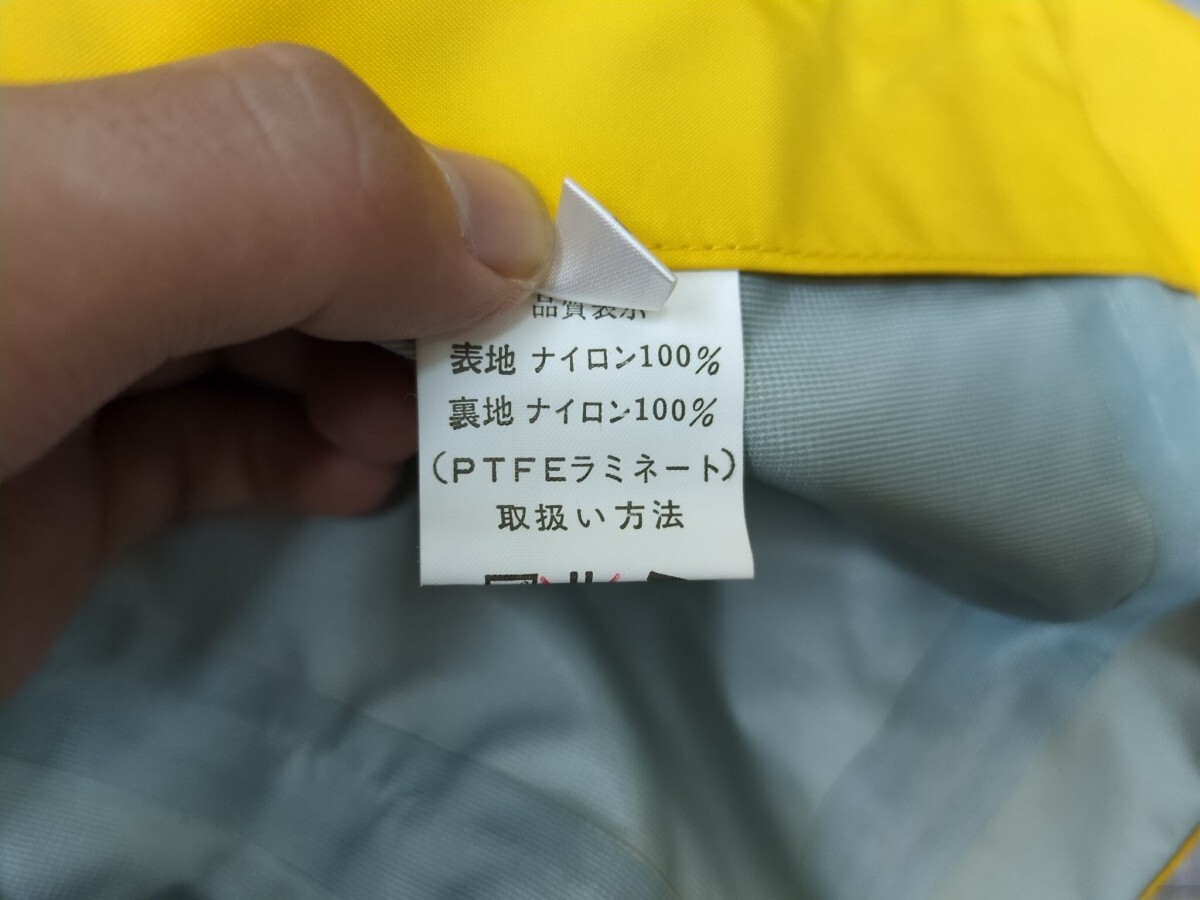 品質表示
表地 ナイロン100%
裏地 ナイロン100%
(PTFEラミネート)
取扱い方法